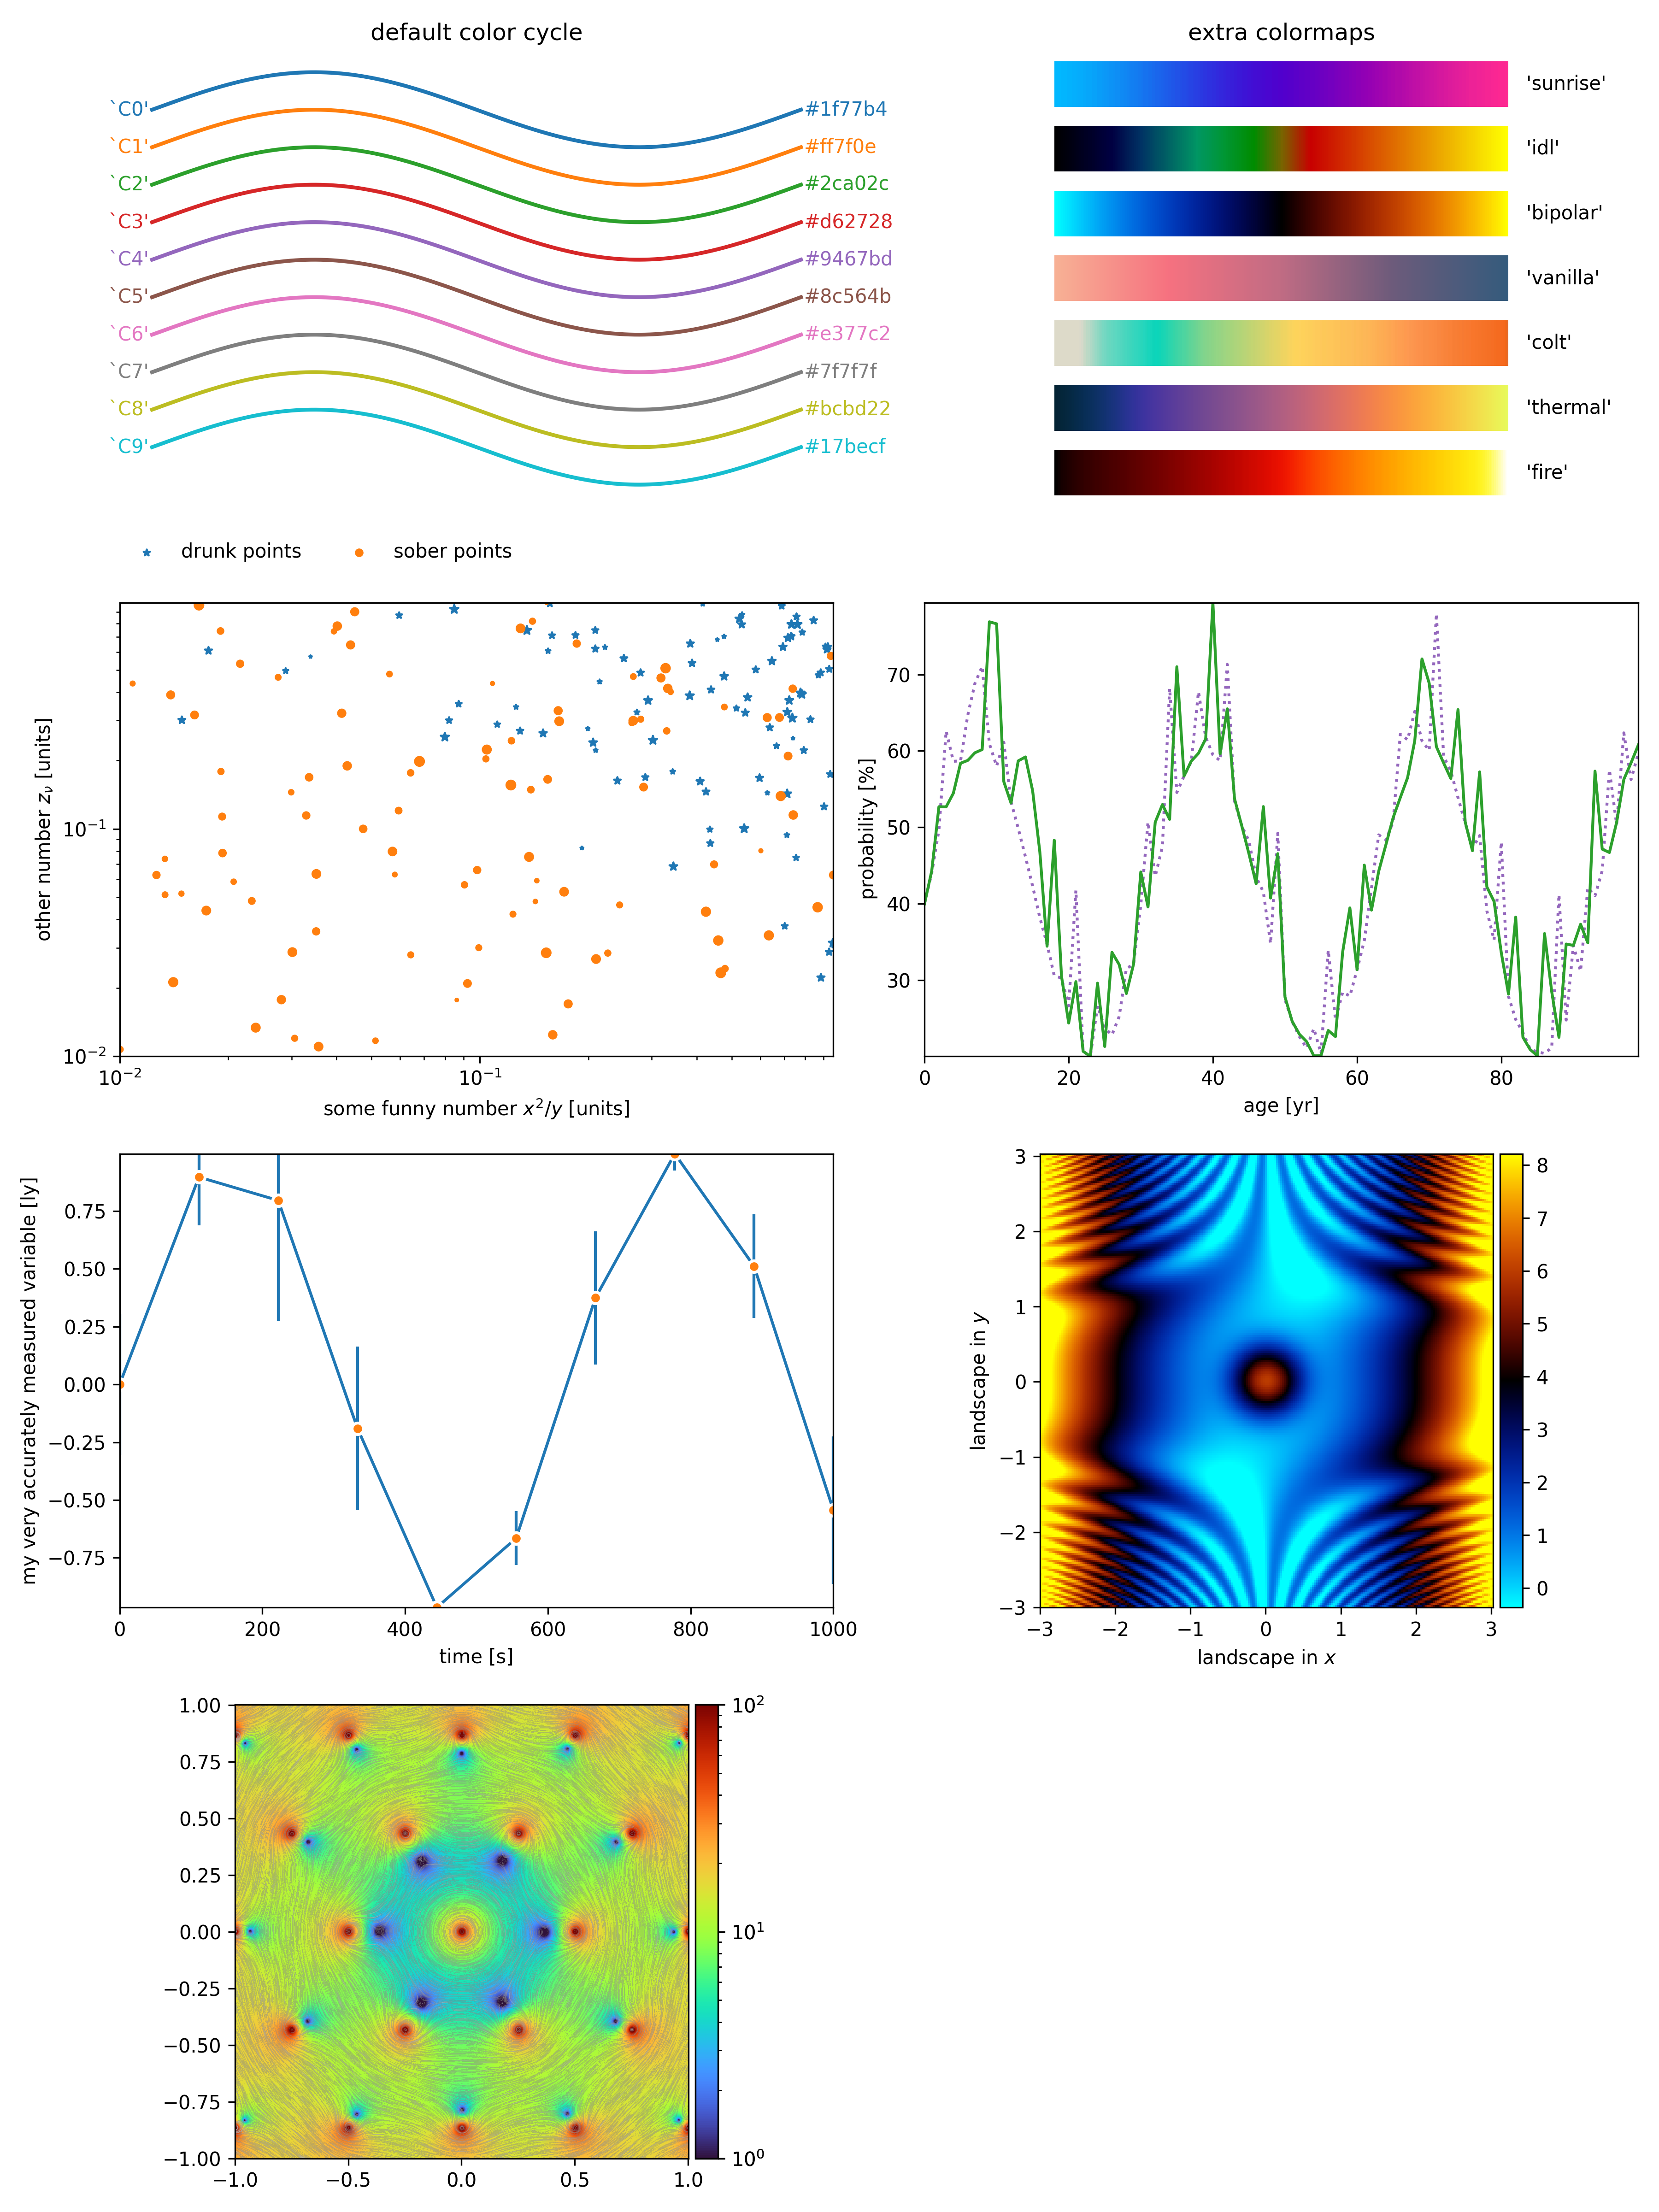 default color cycle
extra colormaps
`C0' #1f77b4
`C1' #ff7f0e
`C2' #2ca02c
`C3' #d62728
`C4' #9467bd
`C5' #8c564b
`C6' #e377c2
`C7' #7f7f7f
`C8' #bcbd22
`C9' #17becf
'sunrise'
'idl'
'bipolar'
'vanilla'
'colt'
'thermal'
'fire'
drunk points sober points
other number $z_ν$ [units]
10⁻¹
10⁻²
10⁻² 10⁻¹
some funny number x²/y [units]
probability [%]
70
60
50
40
30
0 20 40 60 80
age [yr]
my very accurately measured variable [ly]
0.75
0.50
0.25
0.00
−0.25
−0.50
−0.75
0 200 400 600 800 1000
time [s]
landscape in y
3
2
1
0
−1
−2
−3
−3 −2 −1 0 1 2 3
landscape in x
8
7
6
5
4
3
2
1
0
1.00
0.75
0.50
0.25
0.00
−0.25
−0.50
−0.75
−1.00
−1.0 −0.5 0.0 0.5 1.0
10²
10¹
10⁰